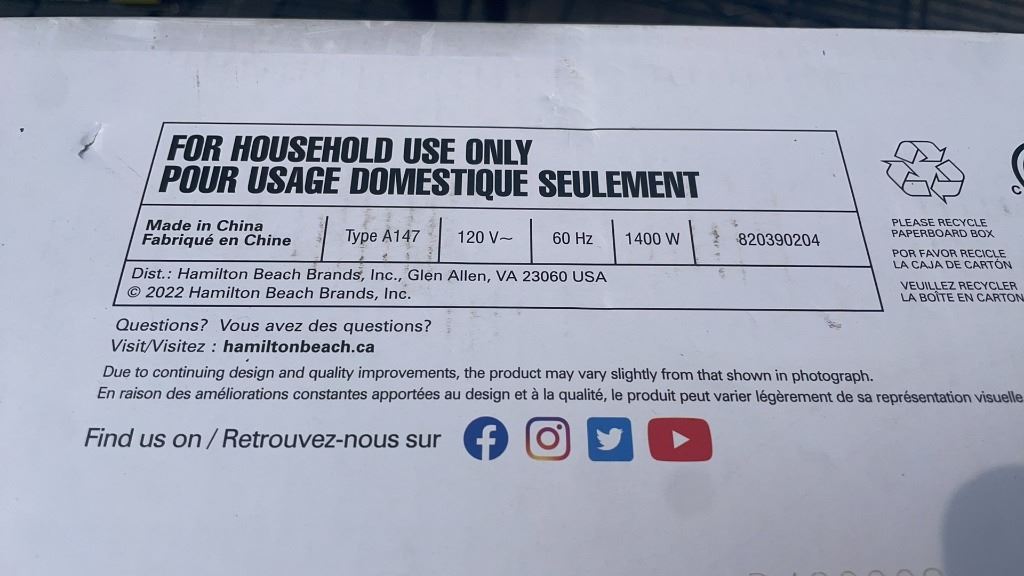 FOR HOUSEHOLD USE ONLY
POUR USAGE DOMESTIQUE SEULEMENT
Made in China
Fabriqué en Chine
Type A147
120 V~
60 Hz
1400 W
820390204
Dist.: Hamilton Beach Brands, Inc., Glen Allen, VA 23060 USA
© 2022 Hamilton Beach Brands, Inc.
PLEASE RECYCLE
PAPERBOARD BOX
POR FAVOR RECICLE
LA CAJA DE CARTÓN
VEUILLEZ RECYCLER
LA BOÎTE EN CARTON
Questions? Vous avez des questions?
Visit/Visitez : hamiltonbeach.ca
Due to continuing design and quality improvements, the product may vary slightly from that shown in photograph.
En raison des améliorations constantes apportées au design et à la qualité, le produit peut varier légèrement de sa représentation visuelle
Find us on / Retrouvez-nous sur